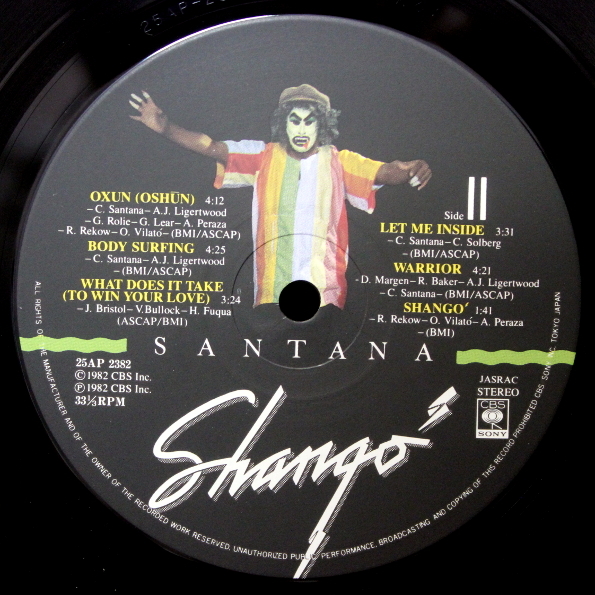 25AP-2
OXUN (OSHŪN) 4:12
– C. Santana – A.J. Ligertwood
– G. Rolie – G. Lear – A. Peraza
– R. Rekow – O. Vilató – (BMI/ASCAP)
BODY SURFING 4:25
– C. Santana – A.J. Ligertwood
– (BMI/ASCAP)
WHAT DOES IT TAKE
(TO WIN YOUR LOVE) 3:24
– J. Bristol – V. Bullock – H. Fuqua
(ASCAP/BMI)
Side II
LET ME INSIDE 3:31
– C. Santana – C. Solberg
– (BMI/ASCAP)
WARRIOR 4:21
– D. Margen – R. Baker – A.J. Ligertwood
– C. Santana – (BMI/ASCAP)
SHANGO´ 1:41
– R. Rekow – O. Vilató – A. Peraza
– (BMI)
SANTANA
25AP 2382
©1982 CBS Inc.
℗1982 CBS Inc.
33⅓RPM
JASRAC
STEREO
CBS
SONY
Shangó
ALL RIGHTS OF THE MANUFACTURER AND OF THE OWNER OF THE RECORDED WORK RESERVED. UNAUTHORIZED PUBLIC PERFORMANCE, BROADCASTING AND COPYING OF THIS RECORD PROHIBITED CBS SONY INC. TOKYO JAPAN